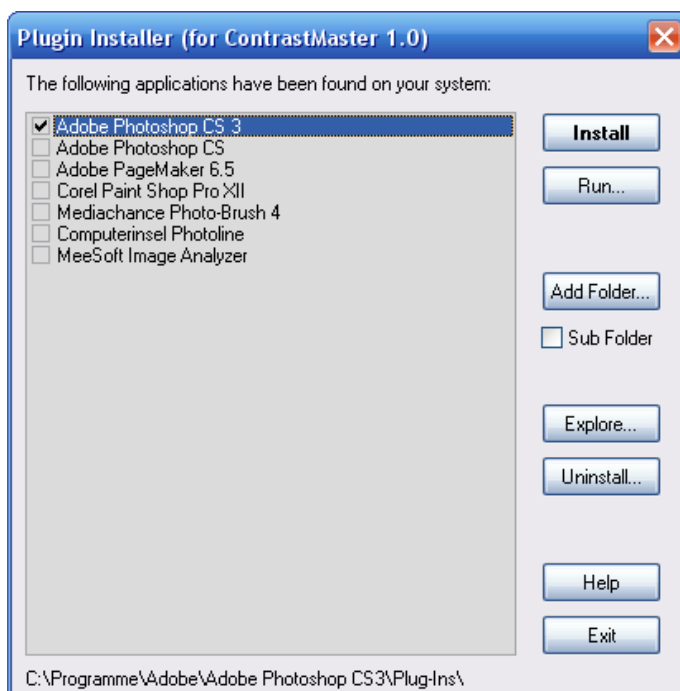 Plugin Installer (for ContrastMaster 1.0)
The following applications have been found on your system:
Adobe Photoshop CS 3
Adobe Photoshop CS
Adobe PageMaker 6.5
Corel Paint Shop Pro XII
Mediachance Photo-Brush 4
Computerinsel Photoline
MeeSoft Image Analyzer
Install
Run...
Add Folder...
Sub Folder
Explore...
Uninstall...
Help
Exit
C:\Programme\Adobe\Adobe Photoshop CS3\Plug-Ins\